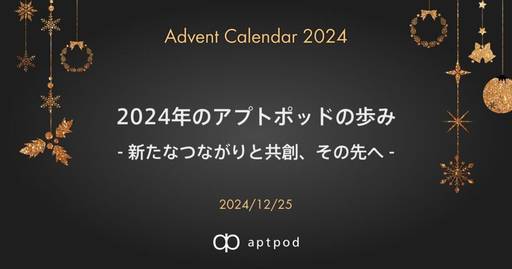 Advent Calendar 2024
2024年のアプトポッドの歩み
- 新たなつながりと共創、その先へ -
2024/12/25
aptpod